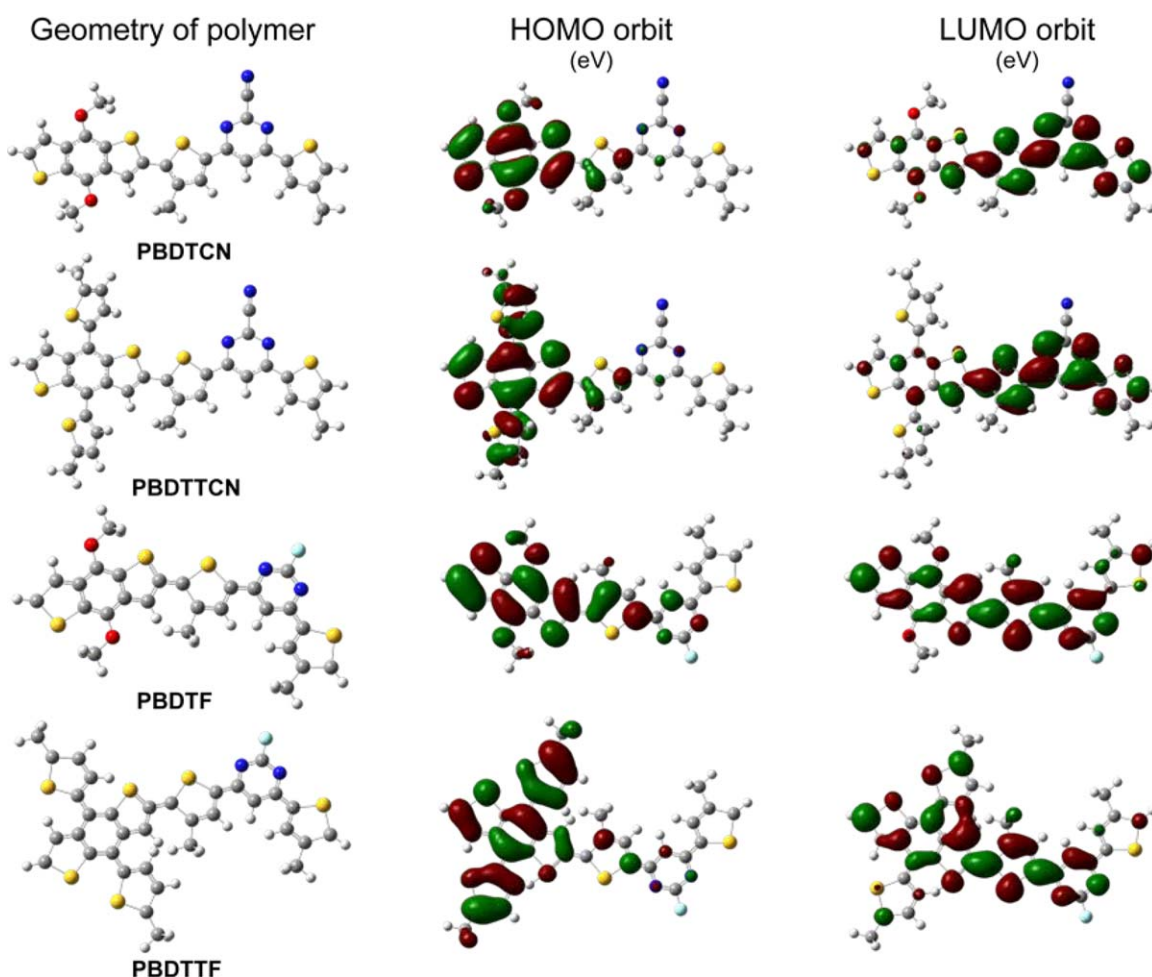 Geometry of polymer
HOMO orbit
(eV)
LUMO orbit
(eV)
PBDTCN
PBDTTCN
PBDTF
PBDTTF